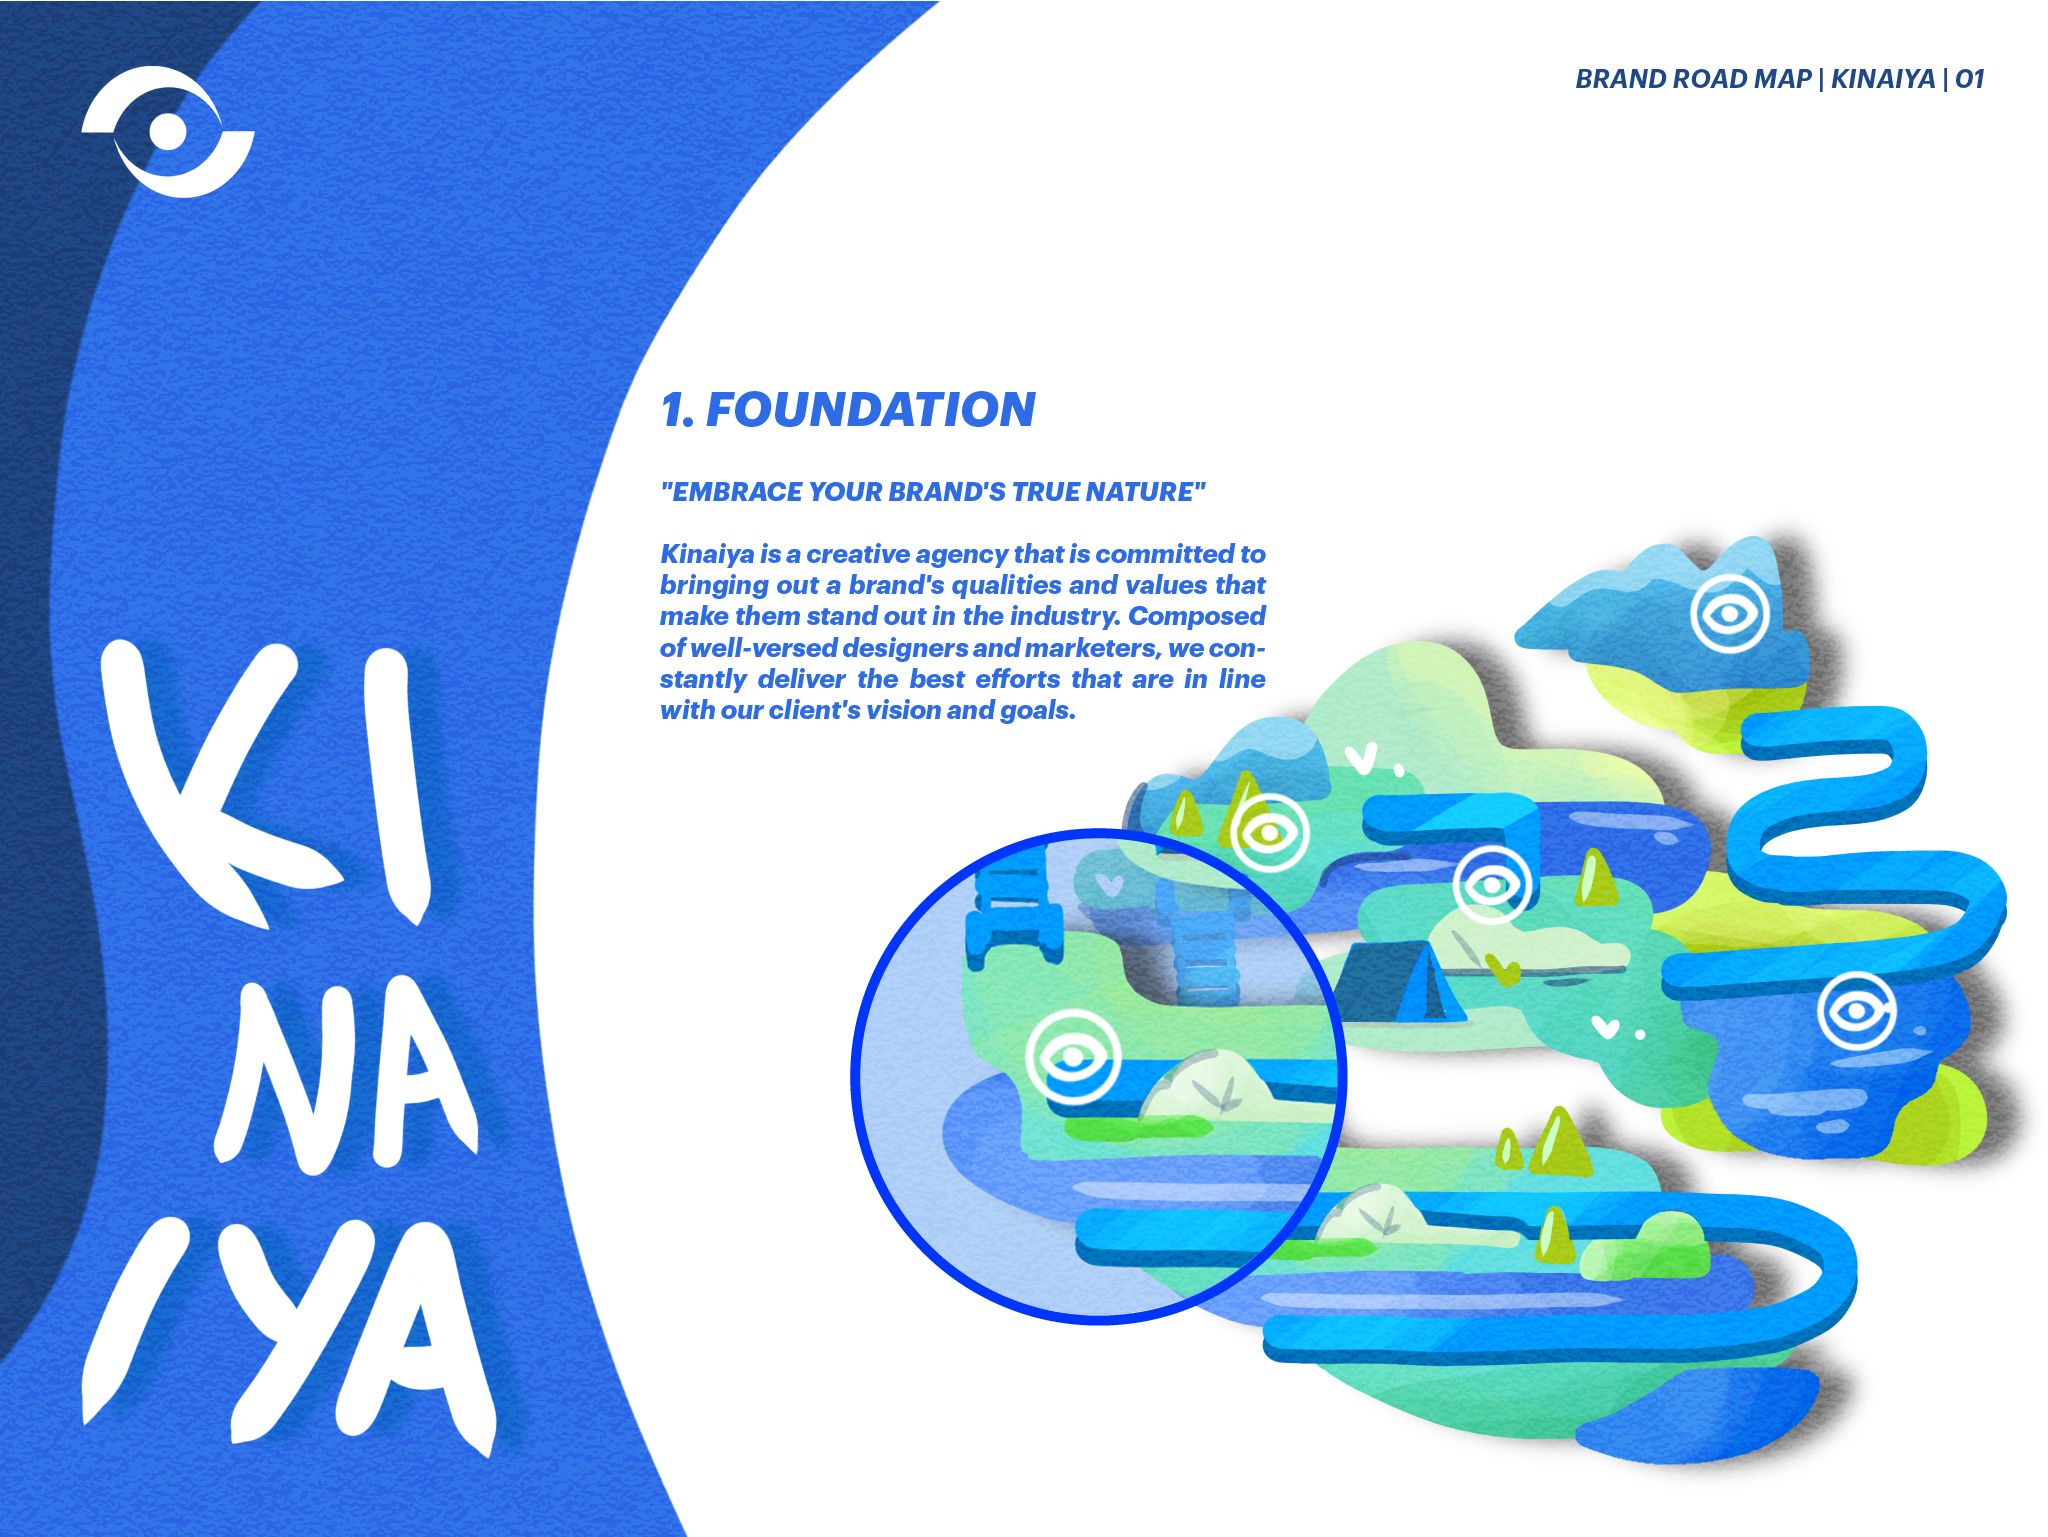 BRAND ROAD MAP | KINAIYA | 01
KI
NA
IYA
1. FOUNDATION
"EMBRACE YOUR BRAND'S TRUE NATURE"
Kinaiya is a creative agency that is committed to
bringing out a brand's qualities and values that
make them stand out in the industry. Composed
of well-versed designers and marketers, we con-
stantly deliver the best efforts that are in line
with our client's vision and goals.